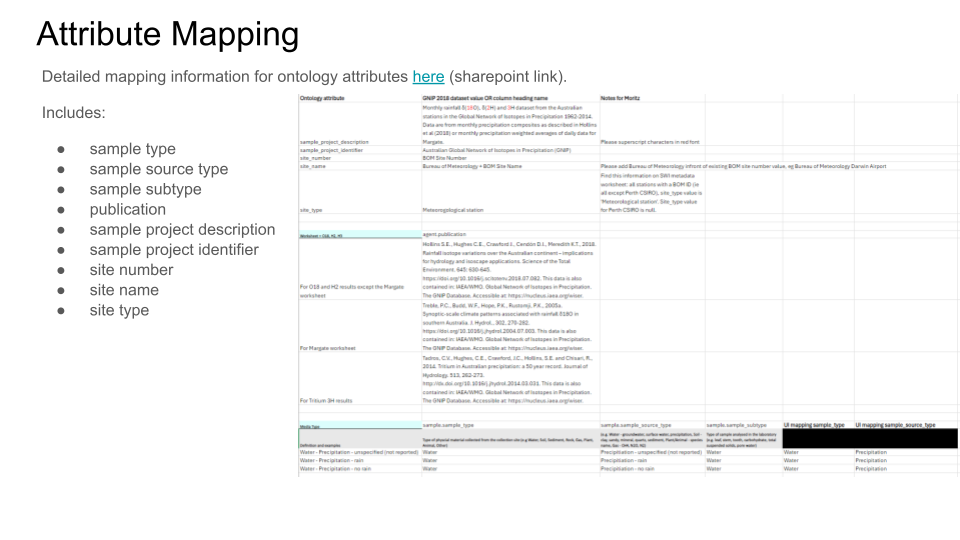 Attribute Mapping
Detailed mapping information for ontology attributes here (sharepoint link).
Includes:
● sample type
● sample source type
● sample subtype
● publication
● sample project description
● sample project identifier
● site number
● site name
● site type
Ontology attribute GNIP 2018 dataset value OR column heading name Notes for Moritz
Monthly rainfall δ(18O), δ(2H) and 3H dataset from the Australian
stations in the Global Network of Isotopes in Precipitation 1962-2014.
Data are from monthly precipitation composites as described in Hollins
et al (2018) or monthly precipitation weighted averages of daily data for
sample_project_description Margate. Please superscript characters in red font
sample_project_identifier Australian Global Network of Isotopes in Precipitation (GNIP)
site_number BOM Site Number
site_name Bureau of Meteorology + BOM Site Name Please add Bureau of Meteorology infront of existing BOM site number value, eg Bureau of Meteorology Darwin Airport
Find this information on SWI metadata
worksheet: all stations with a BOM ID (ie
all except Perth CSIRO), site_type is
'Meteorological station'. Site_type value
site_type Meteorogological station for Perth CSIRO is null.
Worksheet = O18, H2, H3 agent.publication
Hollins S.E., Hughes C.E., Crawford J., Cendón D.I., Meredith K.T., 2018.
Rainfall isotope variations over the Australian continent – implications
for hydrology and isoscape applications. Science of the Total
Environment, 645: 630-645.
https://doi.org/10.1016/j.scitotenv.2018.07.082. This data is also
For O18 and H2 results except the Margate contained in: IAEA/WMO. Global Network of Isotopes in Precipitation.
worksheet The GNIP Database. Accessible at: https://nucleus.iaea.org/wiser.
Treble, P.C., Budd, W.F., Hope, P.K., Rustomji, P.K., 2005a.
Synoptic-scale climate patterns associated with rainfall δ18O in
southern Australia. J. Hydrol., 302, 270-282.
https://doi.org/10.1016/j.jhydrol.2004.07.003. This data is also
contained in: IAEA/WMO. Global Network of Isotopes in Precipitation.
For Margate worksheet The GNIP Database. Accessible at: https://nucleus.iaea.org/wiser.
Tadros, C.V., Hughes, C.E., Crawford, J.C., Hollins, S.E. and Chisari, R.,
2014. Tritium in Australian precipitation: a 50 year record. Journal of
Hydrology, 513, 262-273.
http://dx.doi.org/10.1016/j.jhydrol.2014.03.031. This data is also
contained in: IAEA/WMO. Global Network of Isotopes in Precipitation.
For Tritium 3H results The GNIP Database. Accessible at: https://nucleus.iaea.org/wiser.
Media Type sample.sample_type sample.sample_source_type sample.sample_subtype UI mapping sample_type UI mapping sample_source_type
Definition and examples Type of physical material collected from the collection site (e.g Water, Soil, Sediment, Rock, Gas, Plant, Animal, Other) Type of sample analysed in the laboratory
Water - Precipitation - unspecified (not reported) Water Precipitation - unspecified (not reported) Water Water Precipitation
Water - Precipitation - rain Water Precipitation - rain Water Water Precipitation
Water - Precipitation - no rain Water Precipitation - no rain Water Water Precipitation